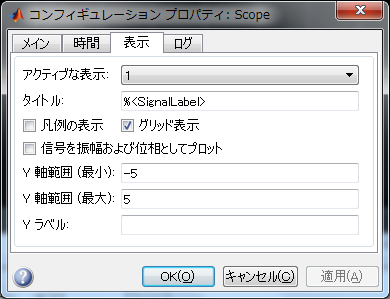 コンフィギュレーション プロパティ: Scope
メイン 時間 表示 ログ
アクティブな表示: 1
タイトル: %<SignalLabel>
凡例の表示 グリッド表示
信号を振幅および位相としてプロット
Y 軸範囲 (最小): -5
Y 軸範囲 (最大): 5
Y ラベル:
OK(O) キャンセル(C) 適用(A)